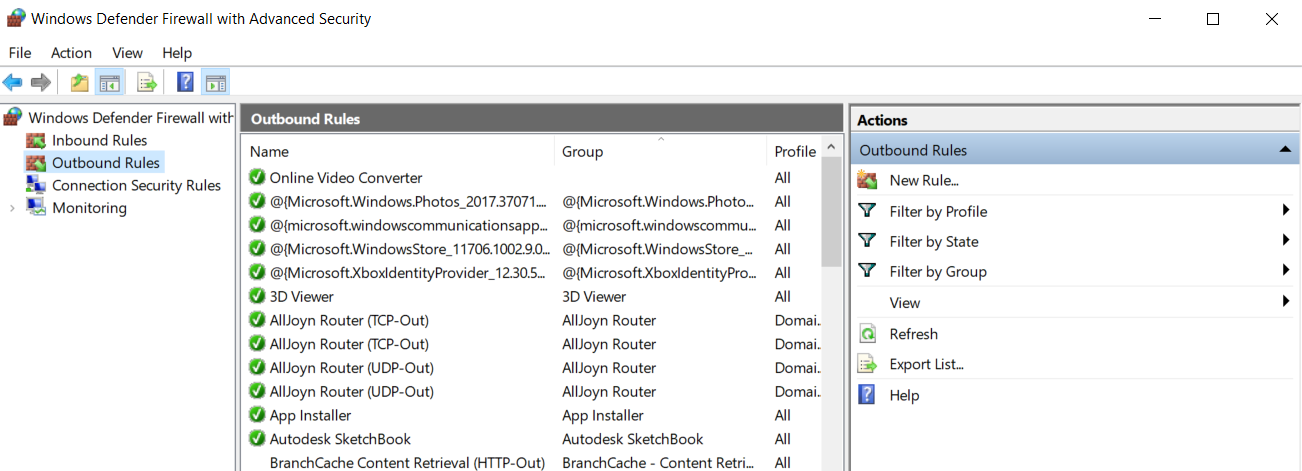 Windows Defender Firewall with Advanced Security
File Action View Help
Windows Defender Firewall with
Inbound Rules
Outbound Rules
Connection Security Rules
Monitoring
Outbound Rules
Name Group Profile
Online Video Converter All
@{Microsoft.Windows.Photos_2017.37071.... @{Microsoft.Windows.Photo... All
@{microsoft.windowscommunicationsapp... @{microsoft.windowscommu... All
@{Microsoft.WindowsStore_11706.1002.9.0... @{Microsoft.WindowsStore_... All
@{Microsoft.XboxIdentityProvider_12.30.5... @{Microsoft.XboxIdentityPro... All
3D Viewer 3D Viewer All
AllJoyn Router (TCP-Out) AllJoyn Router Domai...
AllJoyn Router (TCP-Out) AllJoyn Router Domai...
AllJoyn Router (UDP-Out) AllJoyn Router Domai...
AllJoyn Router (UDP-Out) AllJoyn Router Domai...
App Installer App Installer All
Autodesk SketchBook Autodesk SketchBook All
BranchCache Content Retrieval (HTTP-Out) BranchCache - Content Retri... All
Actions
Outbound Rules
New Rule...
Filter by Profile
Filter by State
Filter by Group
View
Refresh
Export List...
Help